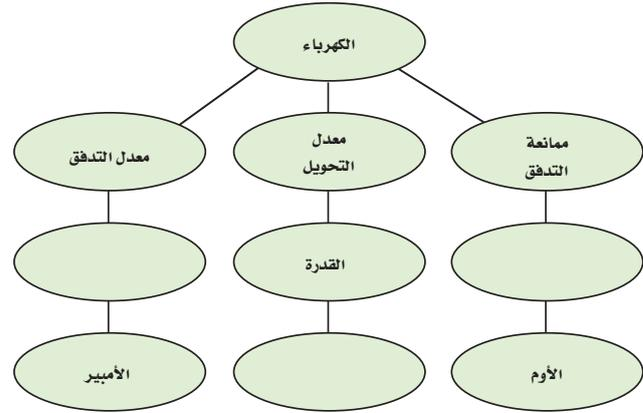 الكهرباء
ممانعة
التدفق
معدل
التحويل
معدل التدفق
القدرة
الأوم
الأمبير